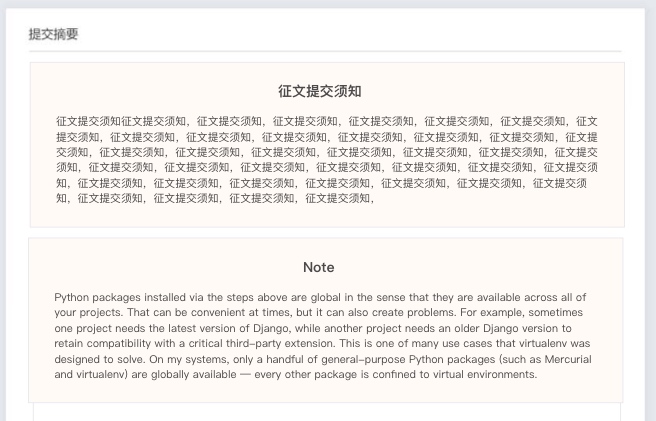 提交摘要
征文提交须知
征文提交须知征文提交须知，征文提交须知，征文提交须知，征文提交须知，征文提交须知，征文提交须知，征文
提交须知，征文提交须知，征文提交须知，征文提交须知，征文提交须知，征文提交须知，征文提交须知，征文提
交须知，征文提交须知，征文提交须知，征文提交须知，征文提交须知，征文提交须知，征文提交须知，征文提交
须知，征文提交须知，征文提交须知，征文提交须知，征文提交须知，征文提交须知，征文提交须知，征文提交须
知，征文提交须知，征文提交须知，征文提交须知，征文提交须知，征文提交须知，征文提交须知，征文提交须
知，征文提交须知，征文提交须知，征文提交须知，征文提交须知，
Note
Python packages installed via the steps above are global in the sense that they are available across all of
your projects. That can be convenient at times, but it can also create problems. For example, sometimes
one project needs the latest version of Django, while another project needs an older Django version to
retain compatibility with a critical third-party extension. This is one of many use cases that virtualenv was
designed to solve. On my systems, only a handful of general-purpose Python packages (such as Mercurial
and virtualenv) are globally available — every other package is confined to virtual environments.